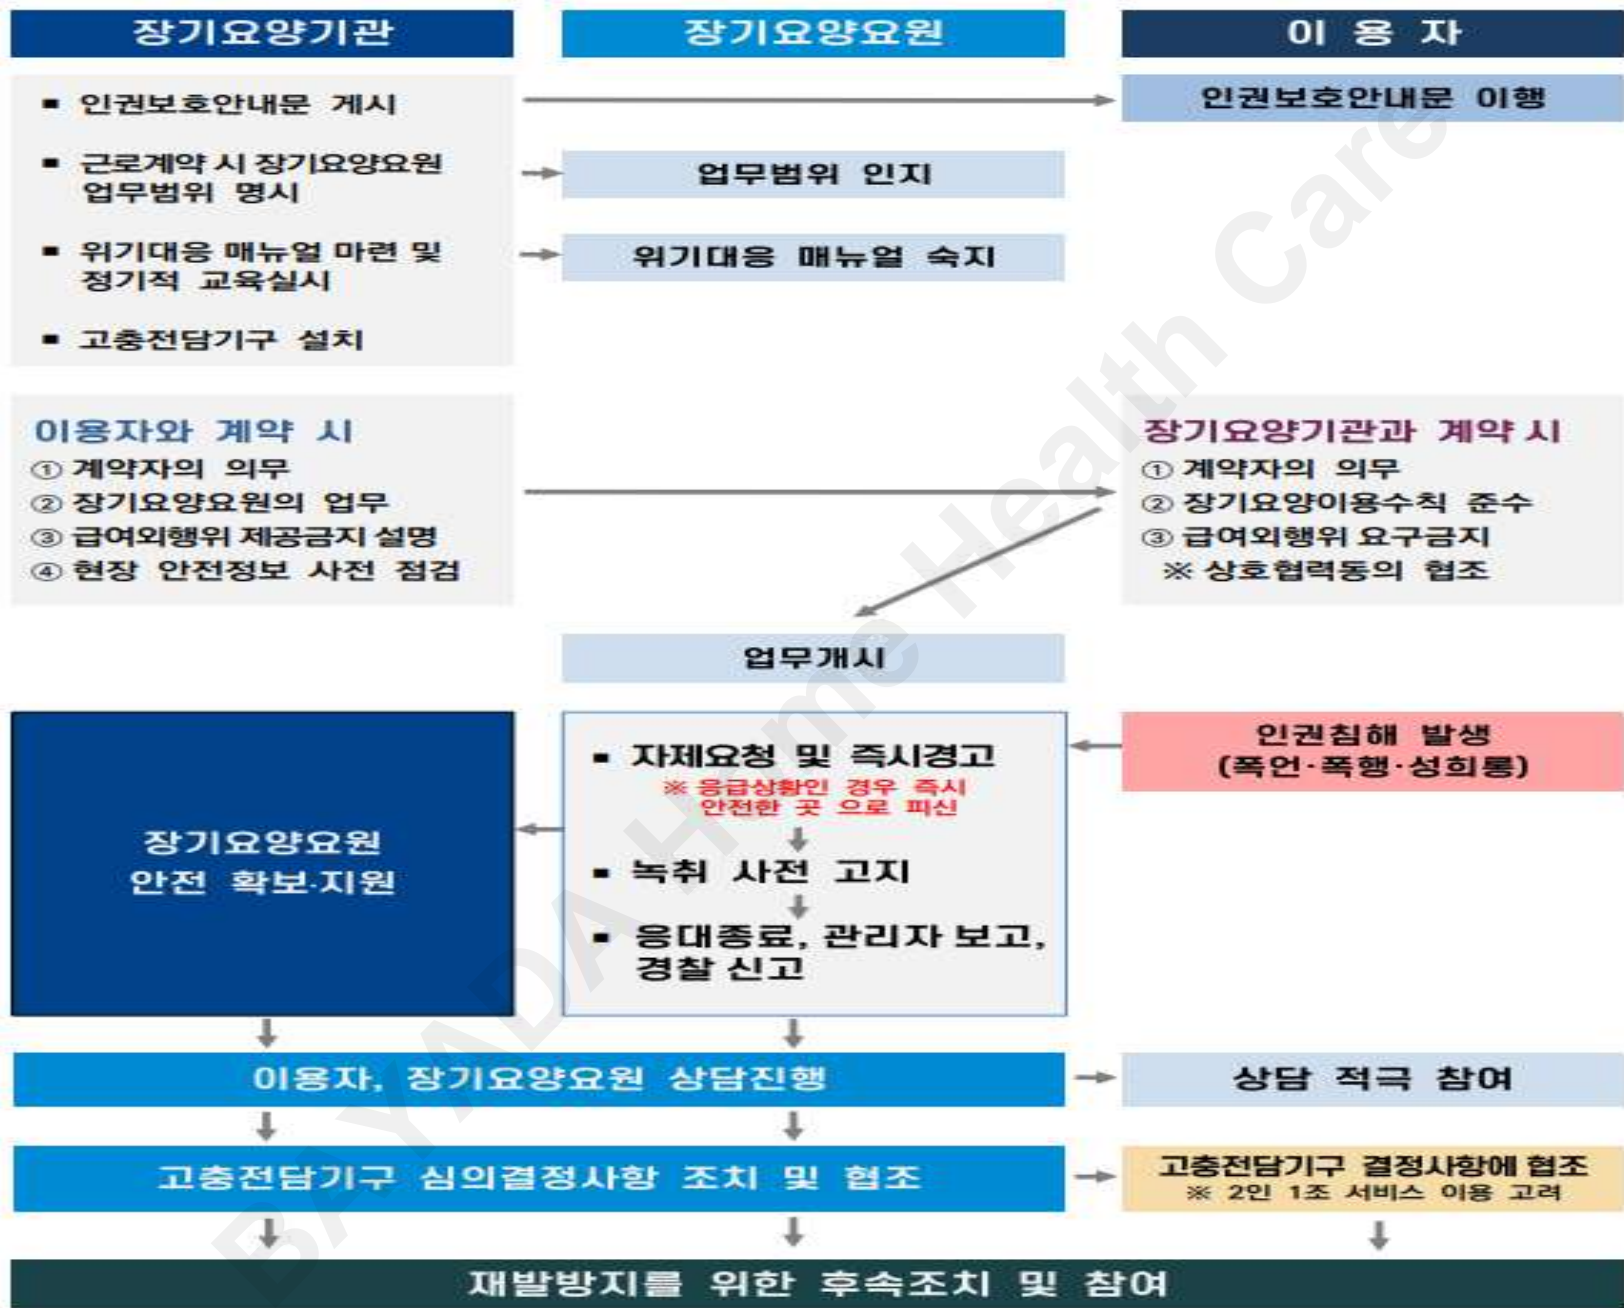 장기요양기관
장기요양요원
이 용 자
▪ 인권보호안내문 게시
인권보호안내문 이행
▪ 근로계약 시 장기요양요원
업무범위 명시
업무범위 인지
▪ 위기대응 매뉴얼 마련 및
정기적 교육실시
위기대응 매뉴얼 숙지
▪ 고충전담기구 설치
이용자와 계약 시
① 계약자의 의무
② 장기요양요원의 업무
③ 급여외행위 제공금지 설명
④ 현장 안전정보 사전 점검
장기요양기관과 계약 시
① 계약자의 의무
② 장기요양이용수칙 준수
③ 급여외행위 요구금지
※ 상호협력동의 협조
업무개시
장기요양요원
안전 확보·지원
▪ 자제요청 및 즉시경고
※ 응급상황인 경우 즉시
안전한 곳 으로 피신
▪ 녹취 사전 고지
▪ 응대종료, 관리자 보고,
경찰 신고
인권침해 발생
(폭언·폭행·성희롱)
이용자, 장기요양요원 상담진행
상담 적극 참여
고충전담기구 심의결정사항 조치 및 협조
고충전담기구 결정사항에 협조
※ 2인 1조 서비스 이용 고려
재발방지를 위한 후속조치 및 참여
BAYADA Home Health Care